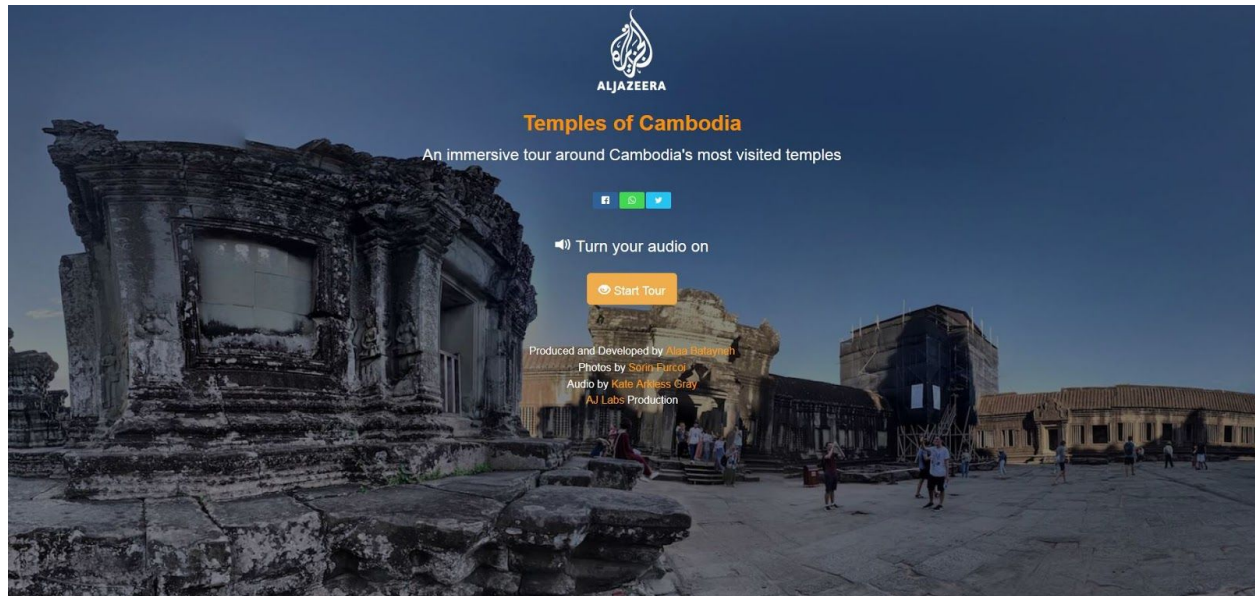 الجزيرة
ALJAZEERA
Temples of Cambodia
An immersive tour around Cambodia's most visited temples
Turn your audio on
Start Tour
Produced and Developed by Alaa Batayneh
Photos by Sorin Furcoi
Audio by Kate Arkless Gray
AJ Labs Production